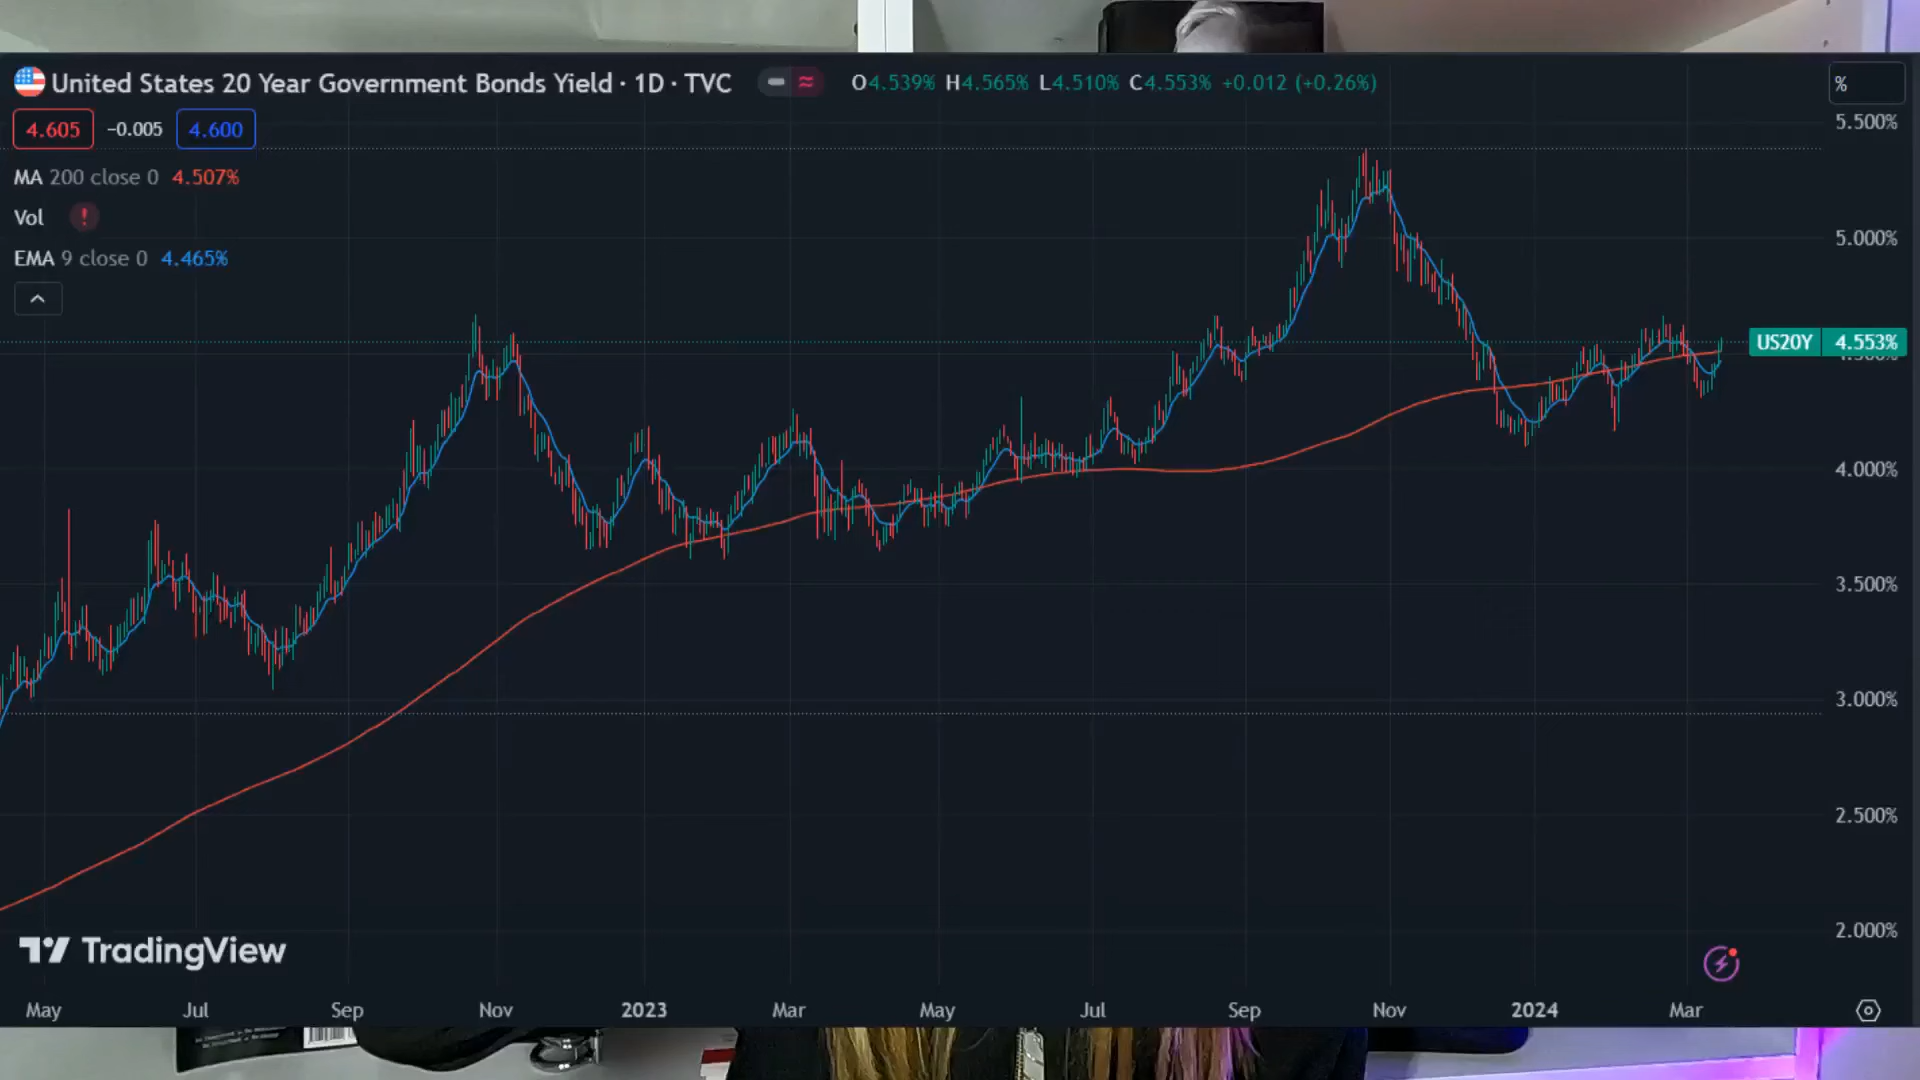 United States 20 Year Government Bonds Yield · 1D · TVC O4.539% H4.565% L4.510% C4.553% +0.012 (+0.26%)
%
4.605 −0.005 4.600
MA 200 close 0 4.507%
Vol !
EMA 9 close 0 4.465%
5.500%
5.000%
US20Y 4.553%
4.500%
4.000%
3.500%
3.000%
2.500%
2.000%
TradingView
May Jul Sep Nov 2023 Mar May Jul Sep Nov 2024 Mar